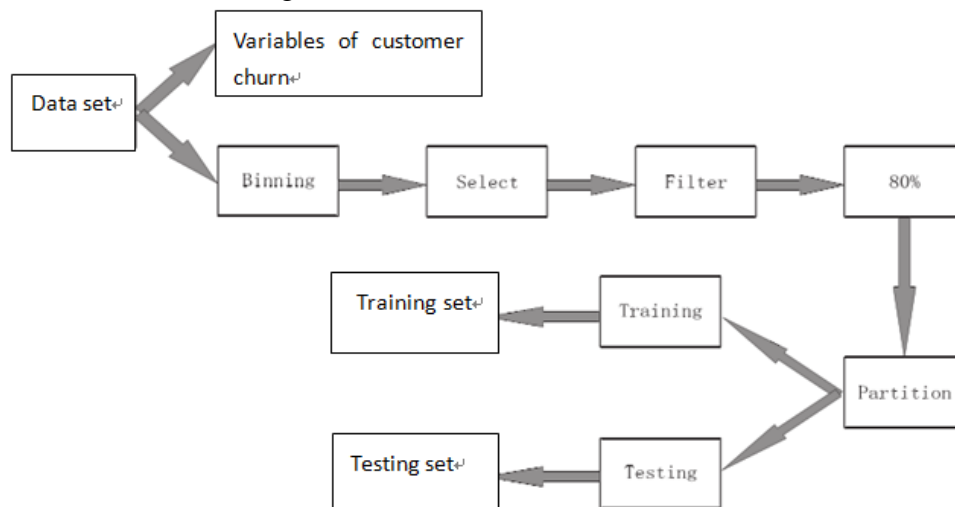 Variables of customer
churn↵
Data set↵
Binning
Select
Filter
80%
Training set↵
Training
Partition
Testing set↵
Testing